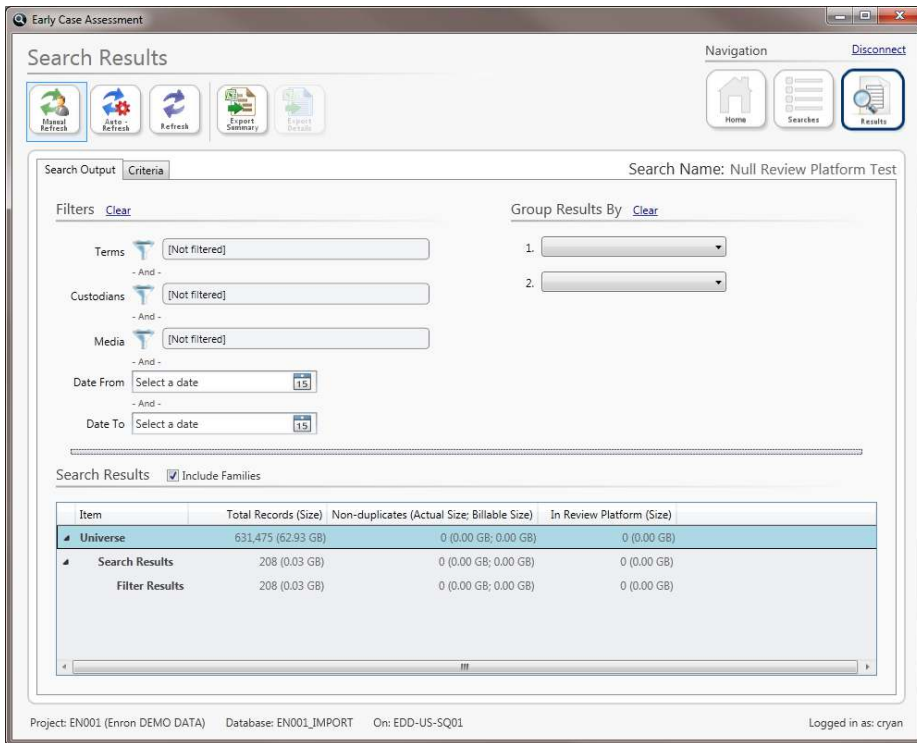 Early Case Assessment
Search Results
Navigation Disconnect
Manual Refresh Auto - Refresh Refresh Export Summary Export Details
Home Searches Results
Search Output Criteria Search Name: Null Review Platform Test
Filters Clear Group Results By Clear
Terms [Not filtered] 1.
- And -
Custodians [Not filtered] 2.
- And -
Media [Not filtered]
- And -
Date From Select a date 15
- And -
Date To Select a date 15
Search Results Include Families
Item Total Records (Size) Non-duplicates (Actual Size; Billable Size) In Review Platform (Size)
Universe 631,475 (62.93 GB) 0 (0.00 GB; 0.00 GB) 0 (0.00 GB)
Search Results 208 (0.03 GB) 0 (0.00 GB; 0.00 GB) 0 (0.00 GB)
Filter Results 208 (0.03 GB) 0 (0.00 GB; 0.00 GB) 0 (0.00 GB)
Project: EN001 (Enron DEMO DATA) Database: EN001_IMPORT On: EDD-US-SQ01 Logged in as: cryan